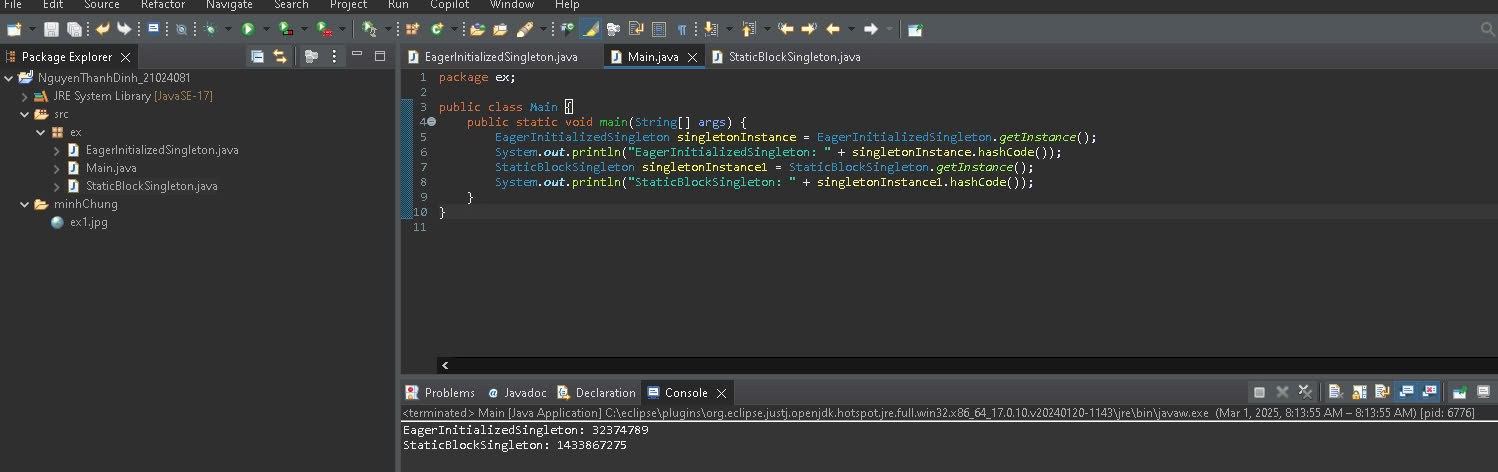 File Edit Source Refactor Navigate Search Project Run Copilot Window Help
Package Explorer
NguyenThanhDinh_21024081
JRE System Library [JavaSE-17]
src
ex
EagerInitializedSingleton.java
Main.java
StaticBlockSingleton.java
minhChung
ex1.jpg
EagerInitializedSingleton.java Main.java StaticBlockSingleton.java
1 package ex;
2
3 public class Main {
4 public static void main(String[] args) {
5 EagerInitializedSingleton singletonInstance = EagerInitializedSingleton.getInstance();
6 System.out.println("EagerInitializedSingleton: " + singletonInstance.hashCode());
7 StaticBlockSingleton singletonInstance1 = StaticBlockSingleton.getInstance();
8 System.out.println("StaticBlockSingleton: " + singletonInstance1.hashCode());
9 }
10 }
11
Problems Javadoc Declaration Console
<terminated> Main [Java Application] C:\eclipse\plugins\org.eclipse.justj.openjdk.hotspot.jre.full.win32.x86_64_17.0.10.v20240120-1143\jre\bin\javaw.exe (Mar 1, 2025, 8:13:55 AM – 8:13:55 AM) [pid: 6776]
EagerInitializedSingleton: 32374789
StaticBlockSingleton: 1433867275